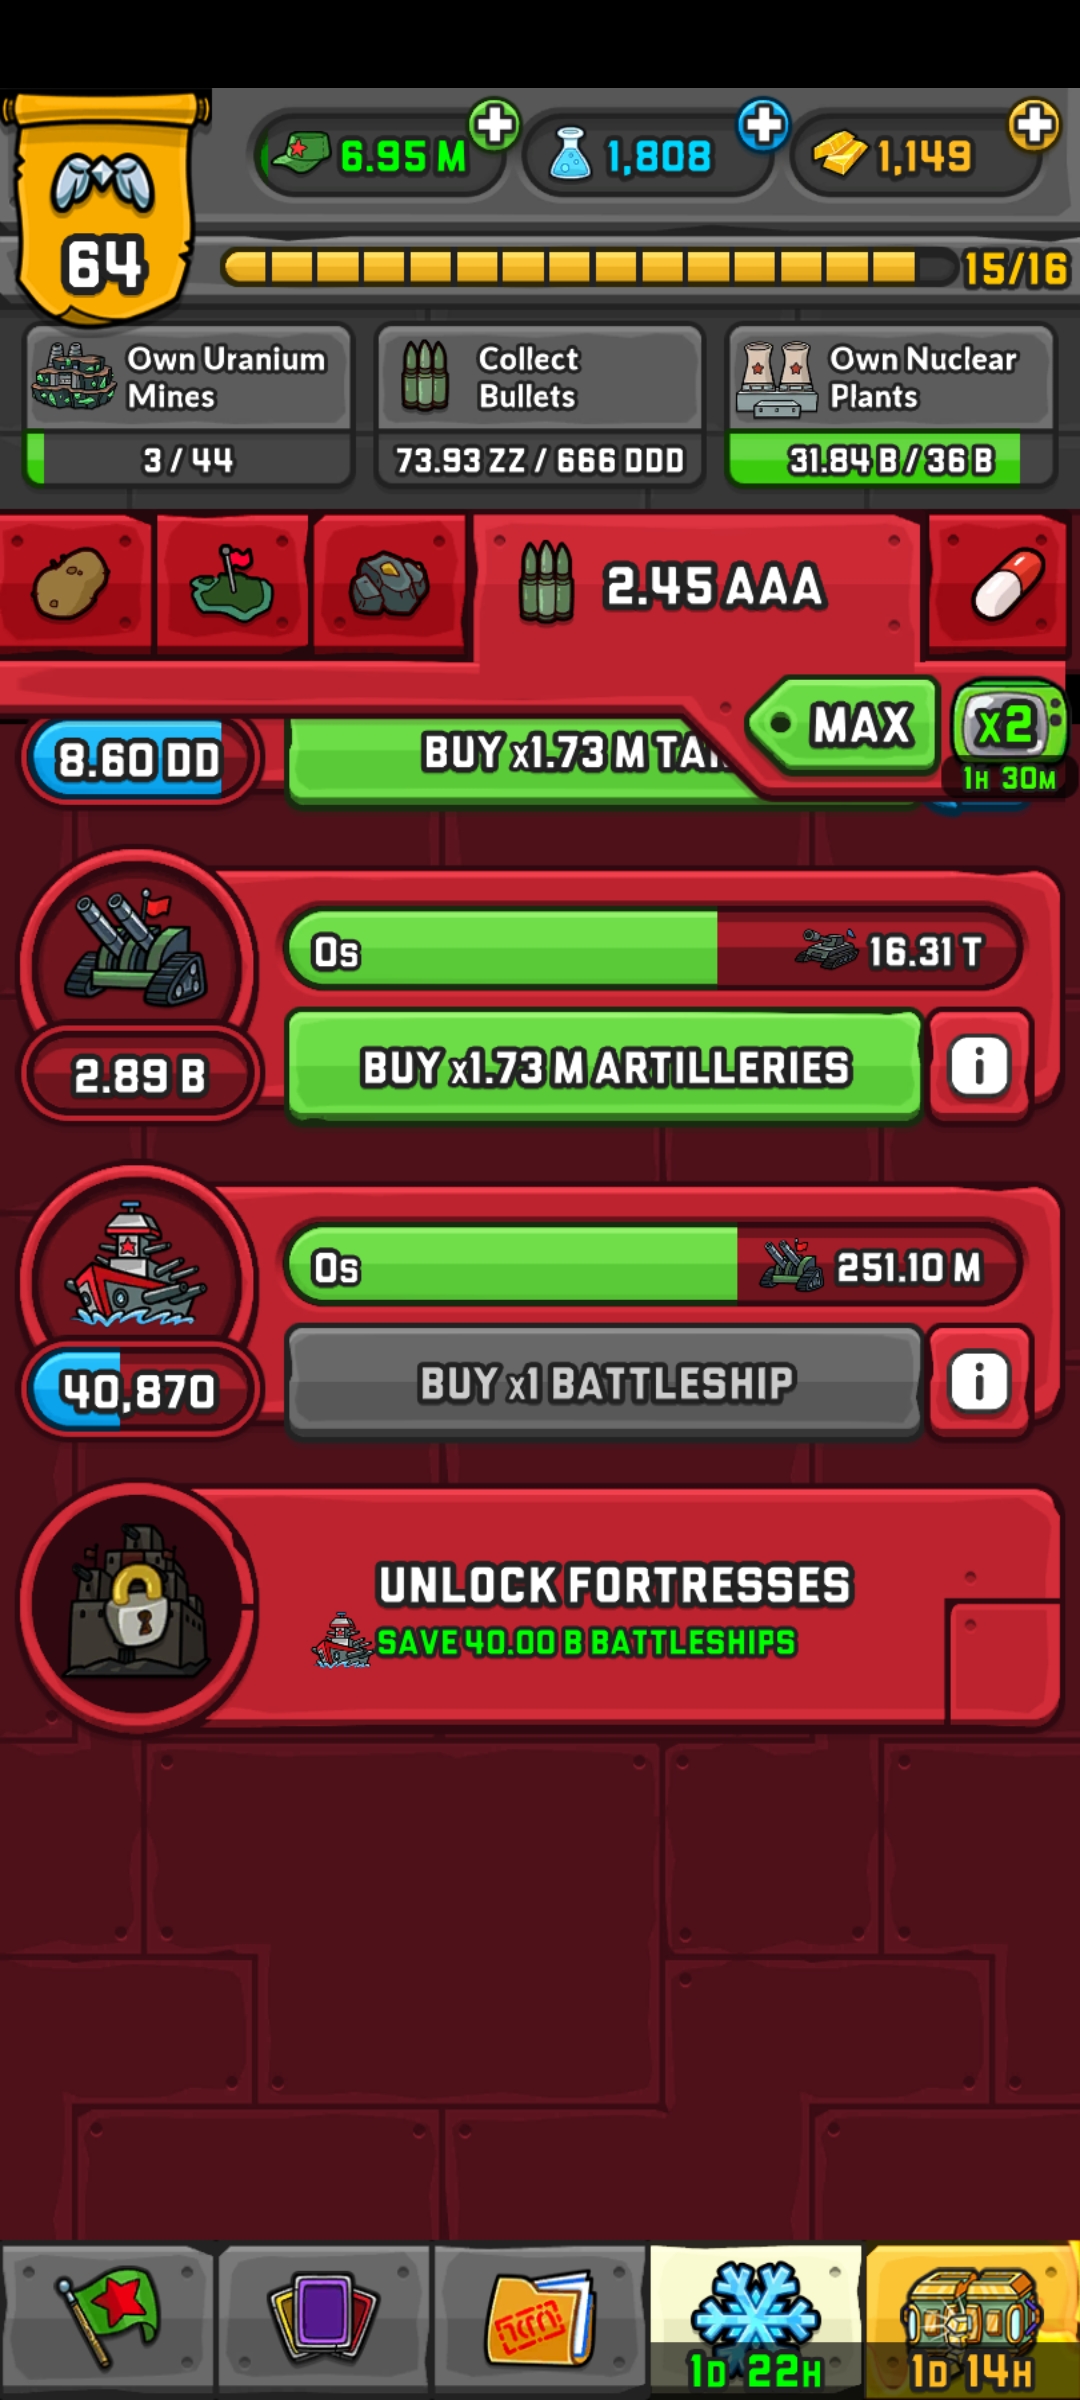 6.95 M
1,808
1,149
64
15/16
Own Uranium
Mines
3 / 44
Collect
Bullets
73.93 ZZ / 666 DDD
Own Nuclear
Plants
31.84 B / 36 B
2.45 AAA
MAX
x2
1H 30M
8.60 DD
BUY x1.73 M
0s
16.31 T
2.89 B
BUY x1.73 M ARTILLERIES
i
0s
251.10 M
40,870
BUY x1 BATTLESHIP
i
UNLOCK FORTRESSES
SAVE 40.00 B BATTLESHIPS
1D 22H
1D 14H